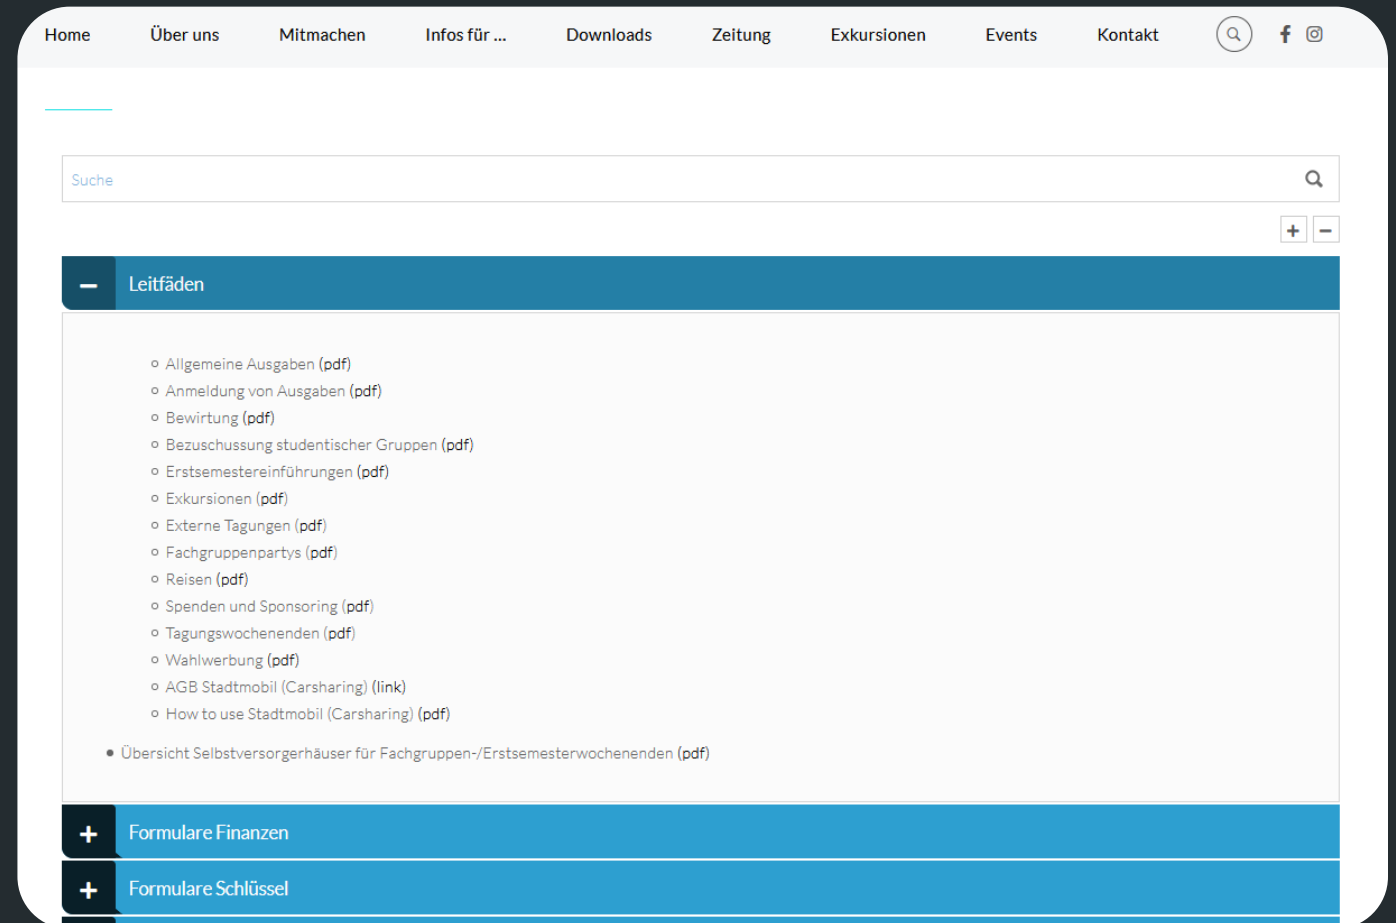 Home Über uns Mitmachen Infos für ... Downloads Zeitung Exkursionen Events Kontakt
Suche
Leitfäden
Allgemeine Ausgaben (pdf)
Anmeldung von Ausgaben (pdf)
Bewirtung (pdf)
Bezuschussung studentischer Gruppen (pdf)
Erstsemestereinführungen (pdf)
Exkursionen (pdf)
Externe Tagungen (pdf)
Fachgruppenpartys (pdf)
Reisen (pdf)
Spenden und Sponsoring (pdf)
Tagungswochenenden (pdf)
Wahlwerbung (pdf)
AGB Stadtmobil (Carsharing) (link)
How to use Stadtmobil (Carsharing) (pdf)
Übersicht Selbstversorgerhäuser für Fachgruppen-/Erstsemesterwochenenden (pdf)
Formulare Finanzen
Formulare Schlüssel